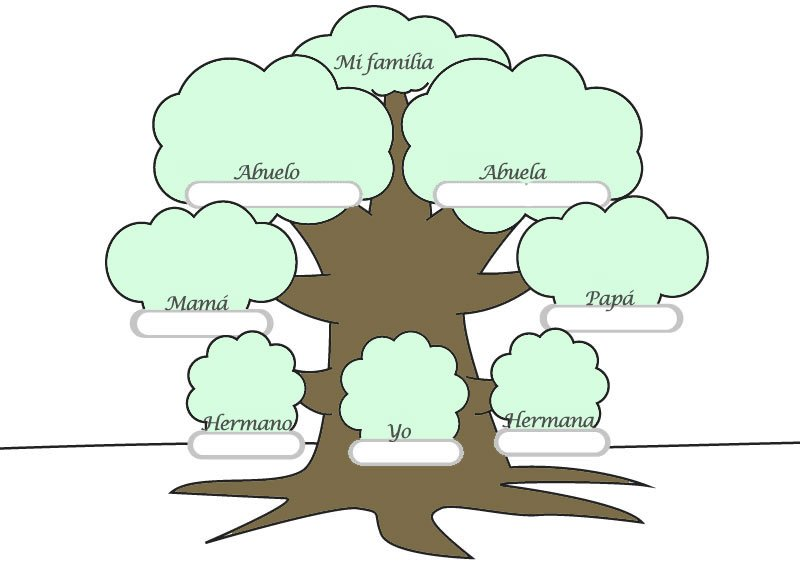 Mi familia
Abuelo
Abuela
Mamá
Papá
Hermano
Yo
Hermana